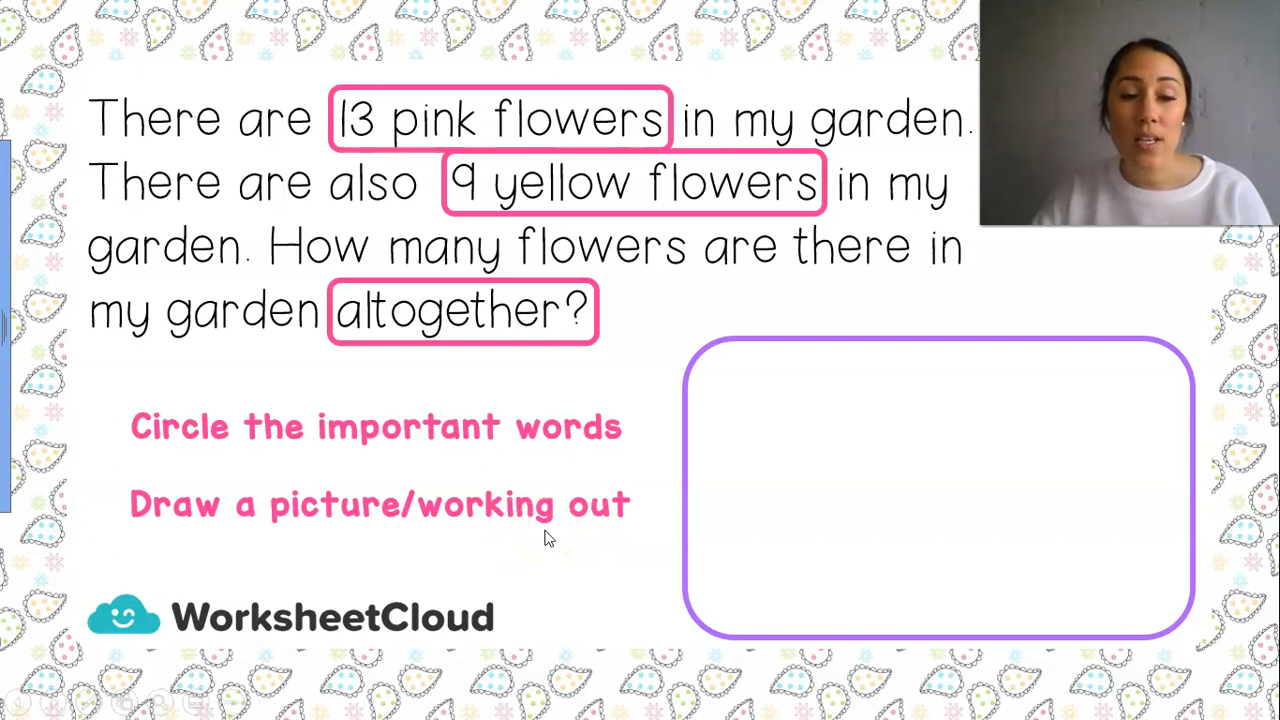 There are 13 pink flowers in my garden.
There are also 9 yellow flowers in my
garden. How many flowers are there in
my garden altogether?
Circle the important words
Draw a picture/working out
WorksheetCloud